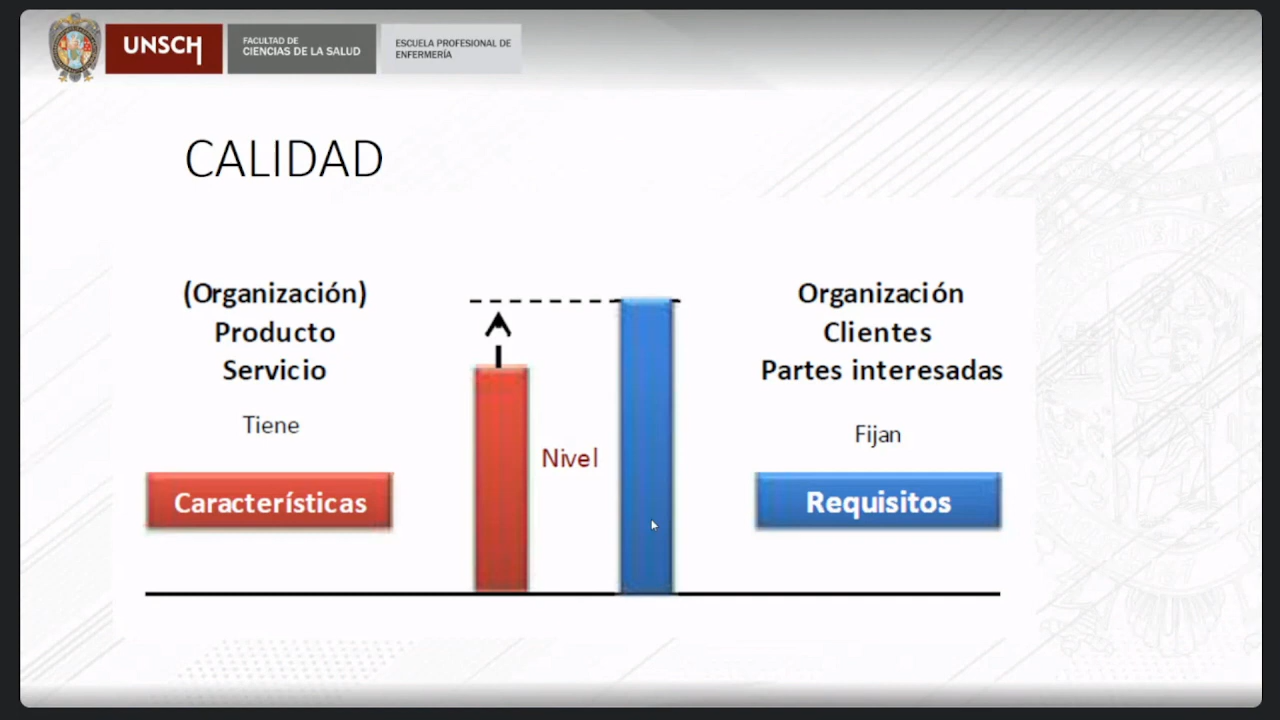 UNSCH
FACULTAD DE
CIENCIAS DE LA SALUD
ESCUELA PROFESIONAL DE
ENFERMERÍA
CALIDAD
(Organización)
Producto
Servicio
Tiene
Características
Nivel
Organización
Clientes
Partes interesadas
Fijan
Requisitos